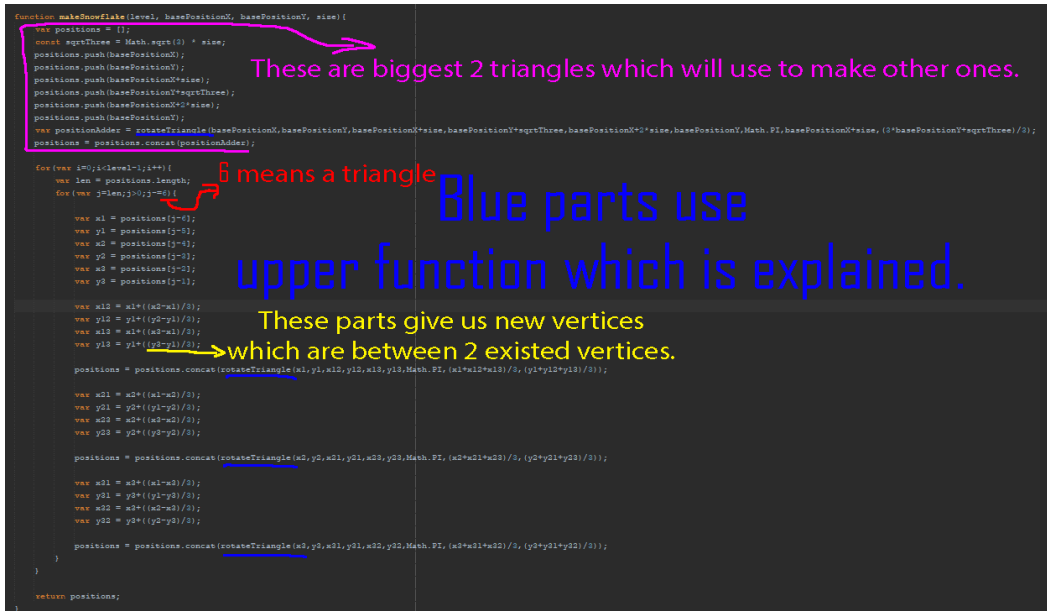 function makeSnowflake(level, basePositionX, basePositionY, size){
var positions = [];
const sqrtThree = Math.sqrt(3) * size;
positions.push(basePositionX);
positions.push(basePositionY);
positions.push(basePositionX+size);
These are biggest 2 triangles which will use to make other ones.
positions.push(basePositionY+sqrtThree);
positions.push(basePositionX+2*size);
positions.push(basePositionY);
var positionAdder = rotateTriangle(basePositionX,basePositionY,basePositionX+size,basePositionY+sqrtThree,basePositionX+2*size,basePositionY,Math.PI,basePositionX+size,(3*basePositionY+sqrtThree)/3);
positions = positions.concat(positionAdder);
for(var i=0;i<level-1;i++){
6 means a triangle
var len = positions.length;
for(var j=len;j>0;j-=6){
Blue parts use
upper function which is explained.
var x1 = positions[j-6];
var y1 = positions[j-5];
var x2 = positions[j-4];
var y2 = positions[j-3];
var x3 = positions[j-2];
var y3 = positions[j-1];
var x12 = x1+((x2-x1)/3);
var y12 = y1+((y2-y1)/3);
var x13 = x1+((x3-x1)/3);
var y13 = y1+((y3-y1)/3);
These parts give us new vertices
which are between 2 existed vertices.
positions = positions.concat(rotateTriangle(x1,y1,x12,y12,x13,y13,Math.PI,(x1+x12+x13)/3,(y1+y12+y13)/3));
var x21 = x2+((x1-x2)/3);
var y21 = y2+((y1-y2)/3);
var x23 = x2+((x3-x2)/3);
var y23 = y2+((y3-y2)/3);
positions = positions.concat(rotateTriangle(x2,y2,x21,y21,x23,y23,Math.PI,(x2+x21+x23)/3,(y2+y21+y23)/3));
var x31 = x3+((x1-x3)/3);
var y31 = y3+((y1-y3)/3);
var x32 = x3+((x2-x3)/3);
var y32 = y3+((y2-y3)/3);
positions = positions.concat(rotateTriangle(x3,y3,x31,y31,x32,y32,Math.PI,(x3+x31+x32)/3,(y3+y31+y32)/3));
}
}
return positions;
}